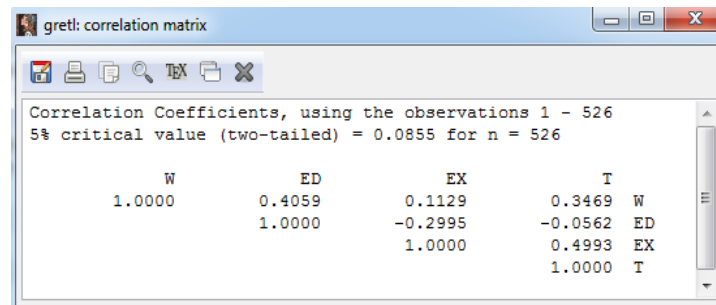 gretl: correlation matrix
TEX
Correlation Coefficients, using the observations 1 - 526
5% critical value (two-tailed) = 0.0855 for n = 526
W ED EX T
1.0000 0.4059 0.1129 0.3469 W
1.0000 -0.2995 -0.0562 ED
1.0000 0.4993 EX
1.0000 T